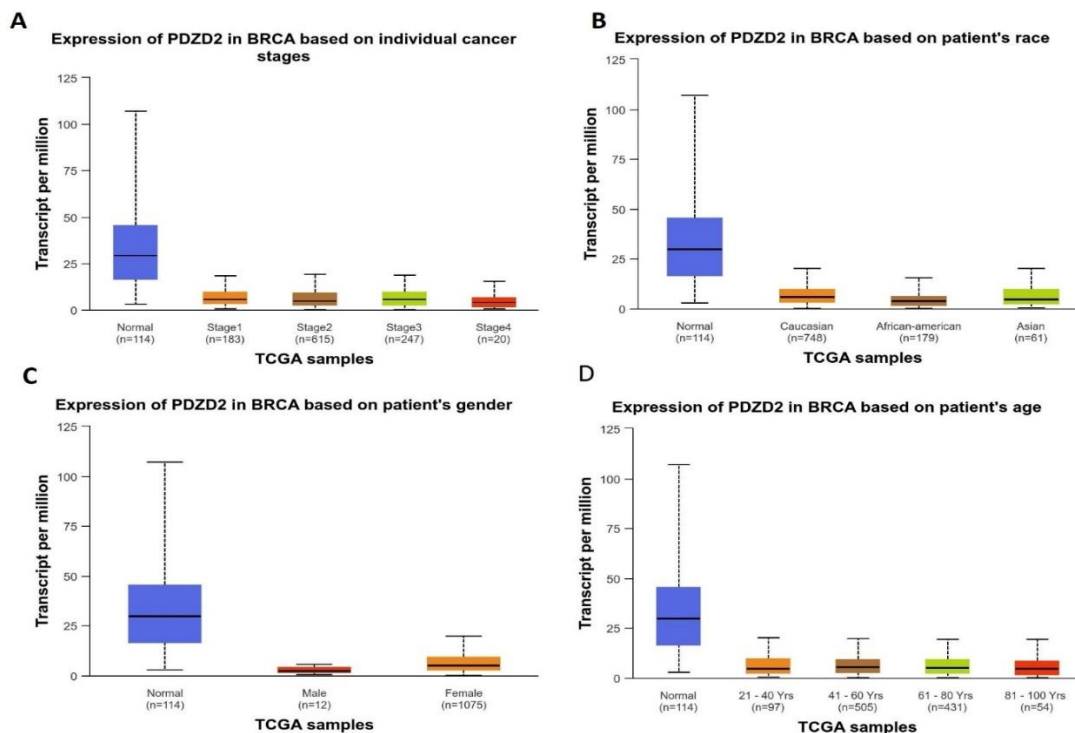 A
Expression of PDZD2 in BRCA based on individual cancer
stages
Transcript per million
125
100
75
50
25
0
Normal
(n=114)
Stage1
(n=183)
Stage2
(n=615)
Stage3
(n=247)
Stage4
(n=20)
TCGA samples
B
Expression of PDZD2 in BRCA based on patient's race
Transcript per million
125
100
75
50
25
0
Normal
(n=114)
Caucasian
(n=748)
African-american
(n=179)
Asian
(n=61)
TCGA samples
C
Expression of PDZD2 in BRCA based on patient's gender
Transcript per million
125
100
75
50
25
0
Normal
(n=114)
Male
(n=12)
Female
(n=1075)
TCGA samples
D
Expression of PDZD2 in BRCA based on patient's age
Transcript per million
125
100
75
50
25
0
Normal
(n=114)
21 - 40 Yrs
(n=97)
41 - 60 Yrs
(n=505)
61 - 80 Yrs
(n=431)
81 - 100 Yrs
(n=54)
TCGA samples